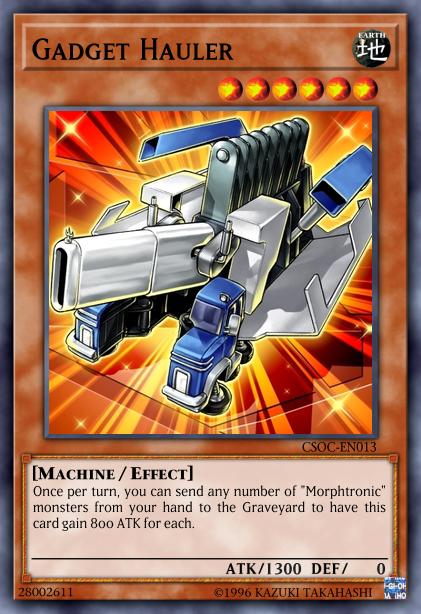 GADGET HAULER
EARTH
地
CSOC-EN013
[MACHINE / EFFECT]
Once per turn, you can send any number of "Morphtronic"
monsters from your hand to the Graveyard to have this
card gain 800 ATK for each.
ATK/1300 DEF/ 0
28002611
©1996 KAZUKI TAKAHASHI